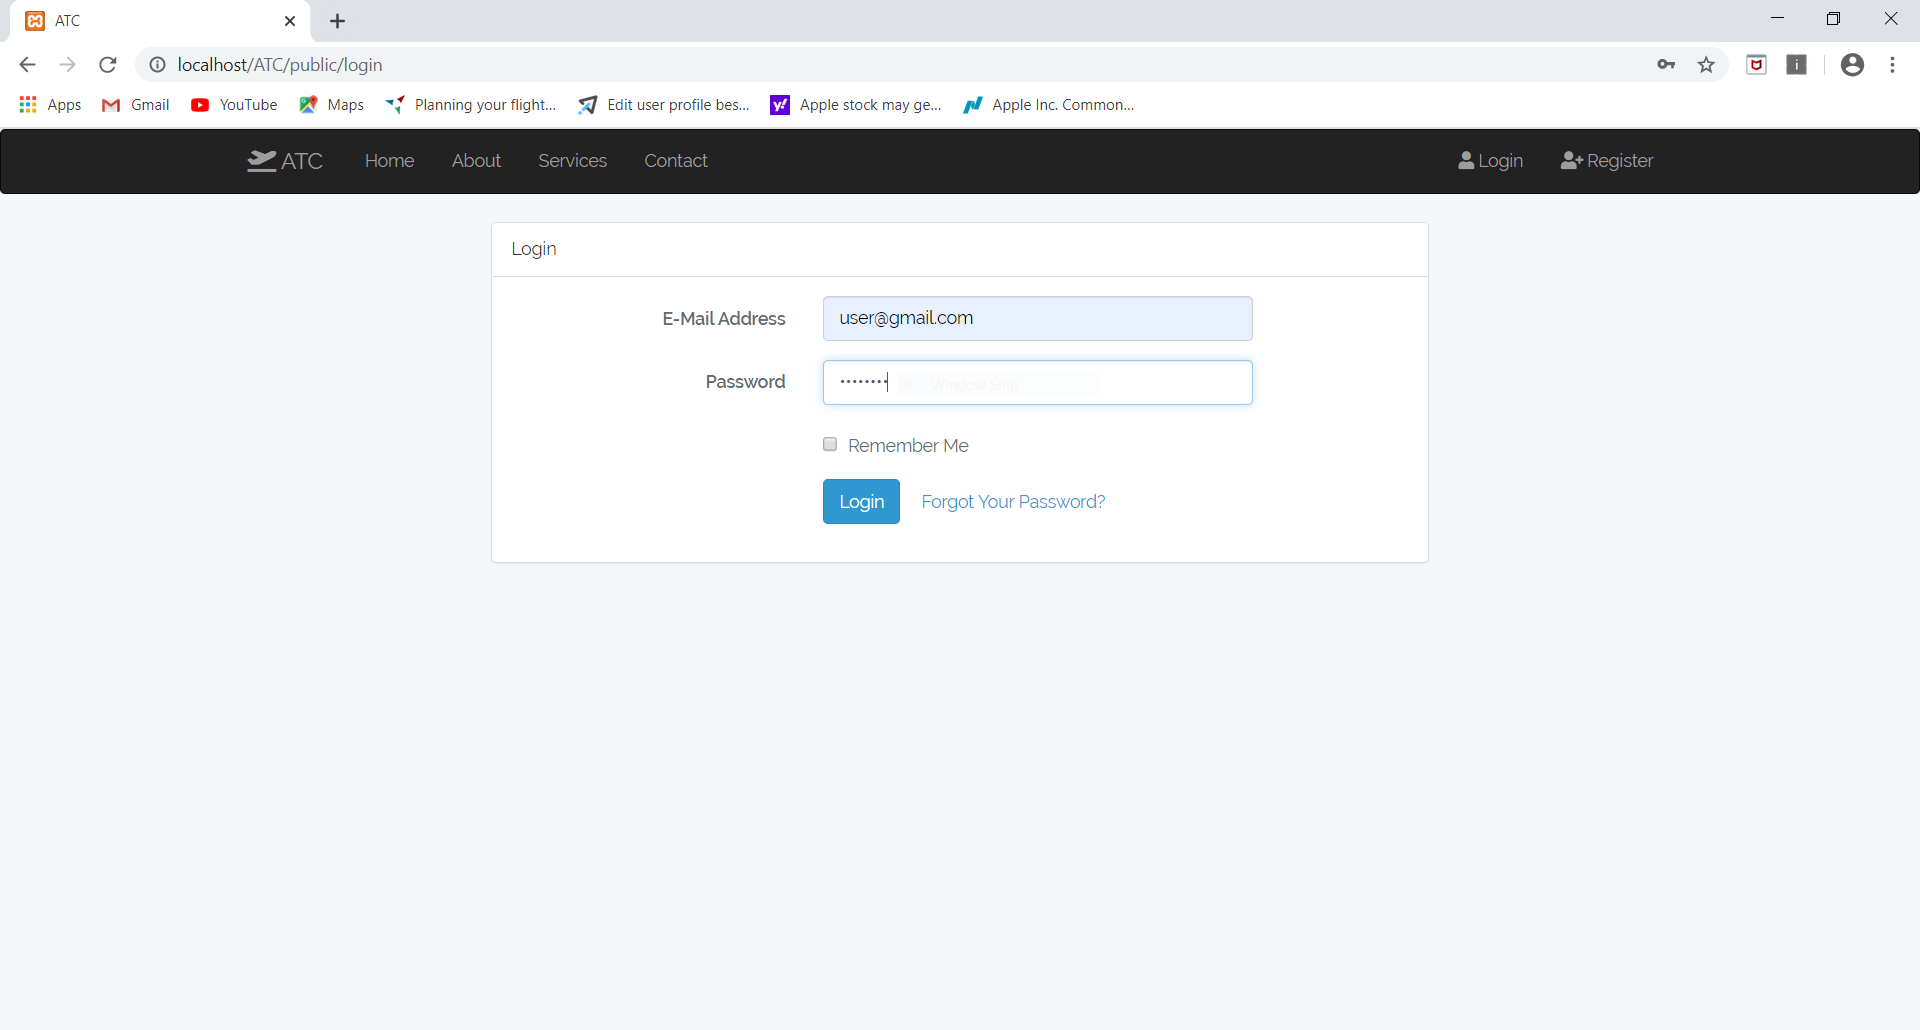 ATC
localhost/ATC/public/login
Apps Gmail YouTube Maps Planning your flight... Edit user profile bes... Apple stock may ge... Apple Inc. Common...
ATC Home About Services Contact Login Register
Login
E-Mail Address user@gmail.com
Password ••••••••
Window Snip
Remember Me
Login Forgot Your Password?